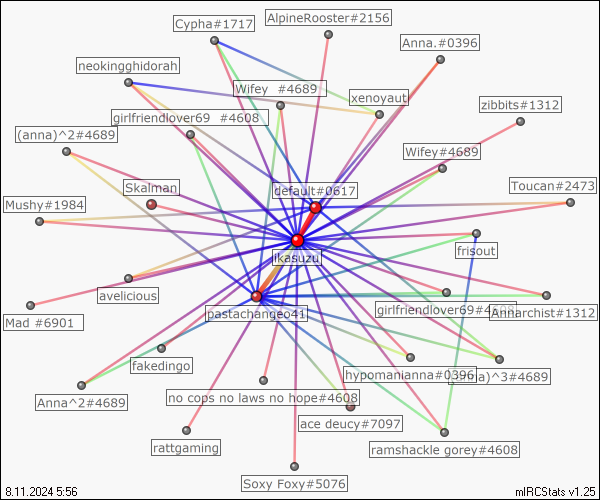 AlpineRooster#2156
Cypha#1717
Anna.#0396
neokingghidorah
Wifey #4689
xenoyaut
zibbits#1312
girlfriendlover69 #4608
(anna)^2#4689
Wifey#4689
Skalman
default#0617
Toucan#2473
Mushy#1984
ikasuzu
frisout
avelicious
pastachangeo41
girlfriendlover69#4
Annarchist#1312
Mad #6901
fakedingo
hypomanianna#0396
a)^3#4689
Anna^2#4689
no cops no laws no hope#4608
ace deucy#7097
rattgaming
ramshackle gorey#4608
Soxy Foxy#5076
8.11.2024 5:56
mIRCStats v1.25